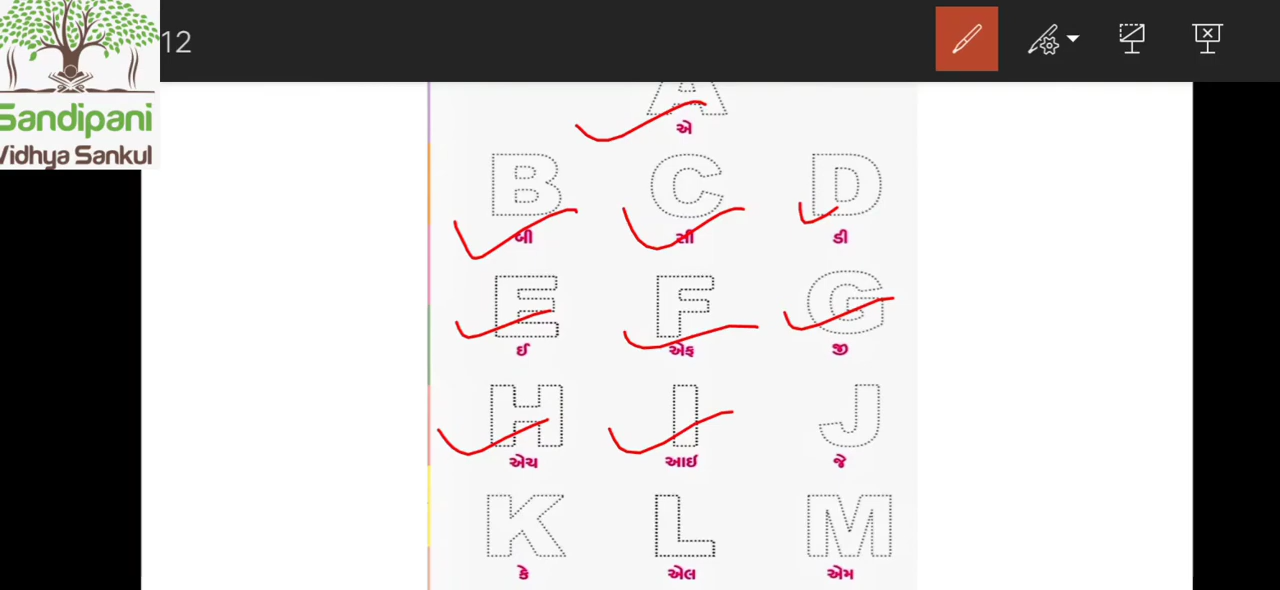 Sandipani
Vidhya Sankul
12
A
એ
B C D
બી સી ડી
E F G
ઈ એફ જી
H I J
એચ આઈ જે
K L M
કે એલ એમ